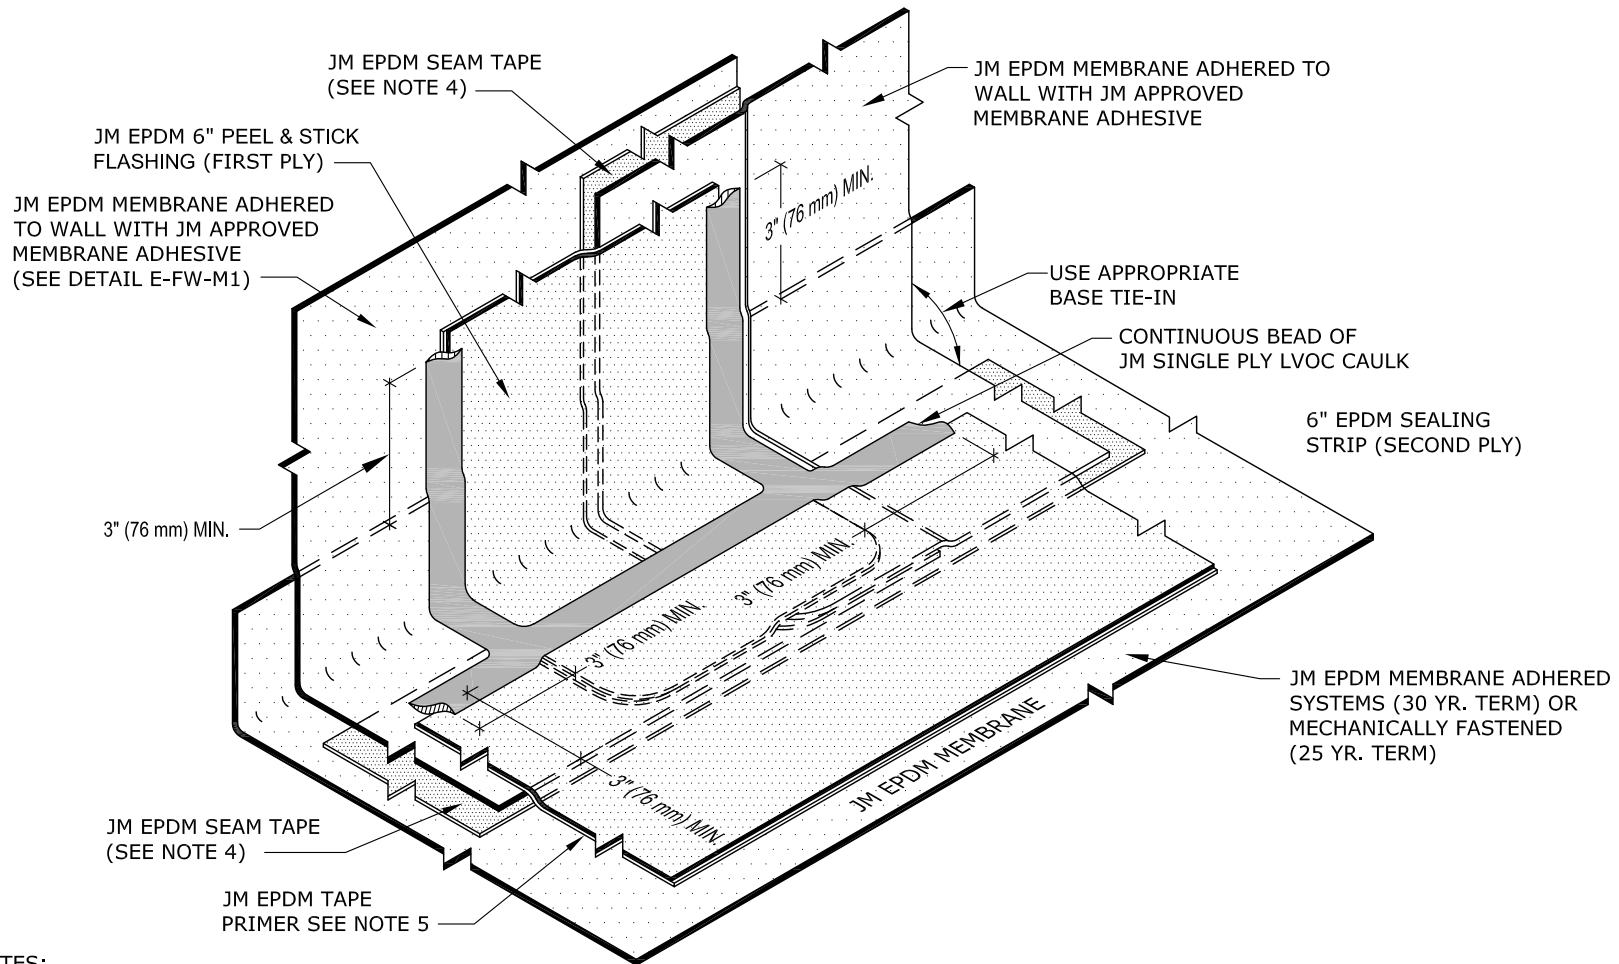 JM EPDM SEAM TAPE
(SEE NOTE 4)
JM EPDM MEMBRANE ADHERED TO
WALL WITH JM APPROVED
MEMBRANE ADHESIVE
JM EPDM 6" PEEL & STICK
FLASHING (FIRST PLY)
JM EPDM MEMBRANE ADHERED
TO WALL WITH JM APPROVED
MEMBRANE ADHESIVE
(SEE DETAIL E-FW-M1)
3" (76 mm) MIN.
USE APPROPRIATE
BASE TIE-IN
CONTINUOUS BEAD OF
JM SINGLE PLY LVOC CAULK
6" EPDM SEALING
STRIP (SECOND PLY)
3" (76 mm) MIN.
3" (76 mm) MIN.
3" (76 mm) MIN.
3" (76 mm) MIN.
JM EPDM MEMBRANE
JM EPDM MEMBRANE ADHERED
SYSTEMS (30 YR. TERM) OR
MECHANICALLY FASTENED
(25 YR. TERM)
JM EPDM SEAM TAPE
(SEE NOTE 4)
JM EPDM TAPE
PRIMER SEE NOTE 5